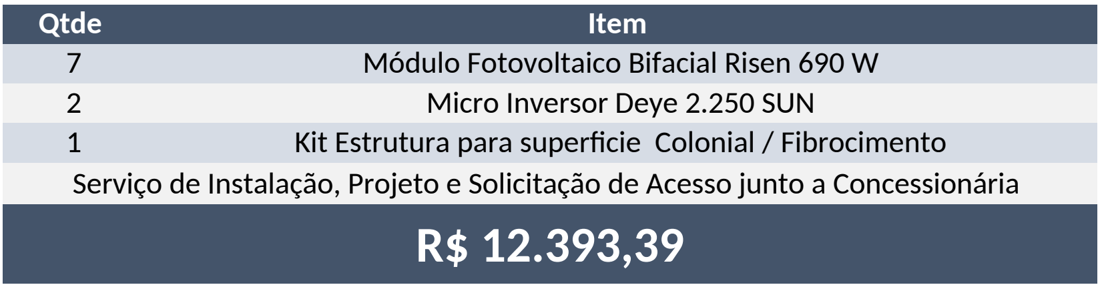 Qtde Item
7 Módulo Fotovoltaico Bifacial Risen 690 W
2 Micro Inversor Deye 2.250 SUN
1 Kit Estrutura para superficie  Colonial / Fibrocimento
Serviço de Instalação, Projeto e Solicitação de Acesso junto a Concessionária
R$ 12.393,39